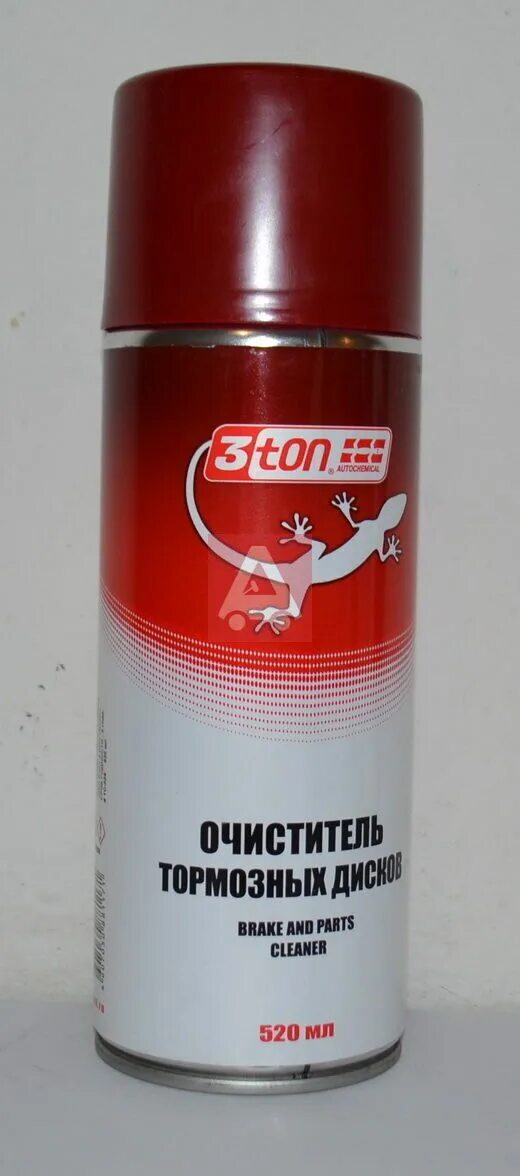 3ton
AUTOCHEMICAL
ОЧИСТИТЕЛЬ
ТОРМОЗНЫХ ДИСКОВ
BRAKE AND PARTS
CLEANER
520 мл